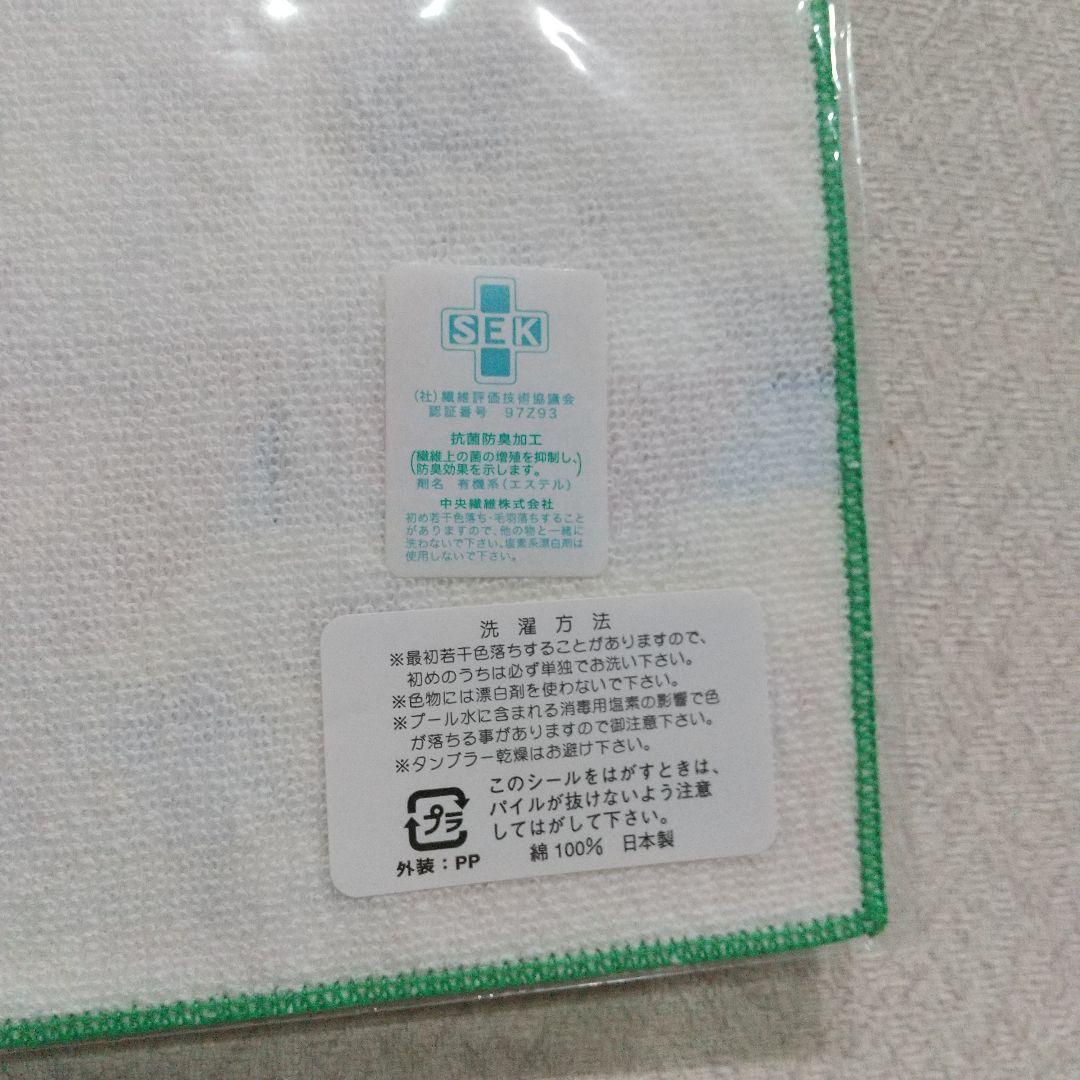 SEK
(社)繊維評価技術協議会
認証番号 97Z93
抗菌防臭加工
(繊維上の菌の増殖を抑制し、
防臭効果を示します。)
剤名 有機系(エステル)
中央繊維株式会社
初め若干色落ち・毛羽落ちすること
がありますので、他の物と一緒に
洗わないで下さい。塩素系漂白剤は
使用しないで下さい。
洗濯方法
※最初若干色落ちすることがありますので、
初めのうちは必ず単独でお洗い下さい。
※色物には漂白剤を使わないで下さい。
※プール水に含まれる消毒用塩素の影響で色
が落ちる事がありますので御注意下さい。
※タンブラー乾燥はお避け下さい。
プラ
外装:PP
このシールをはがすときは、
パイルが抜けないよう注意
してはがして下さい。
綿100% 日本製